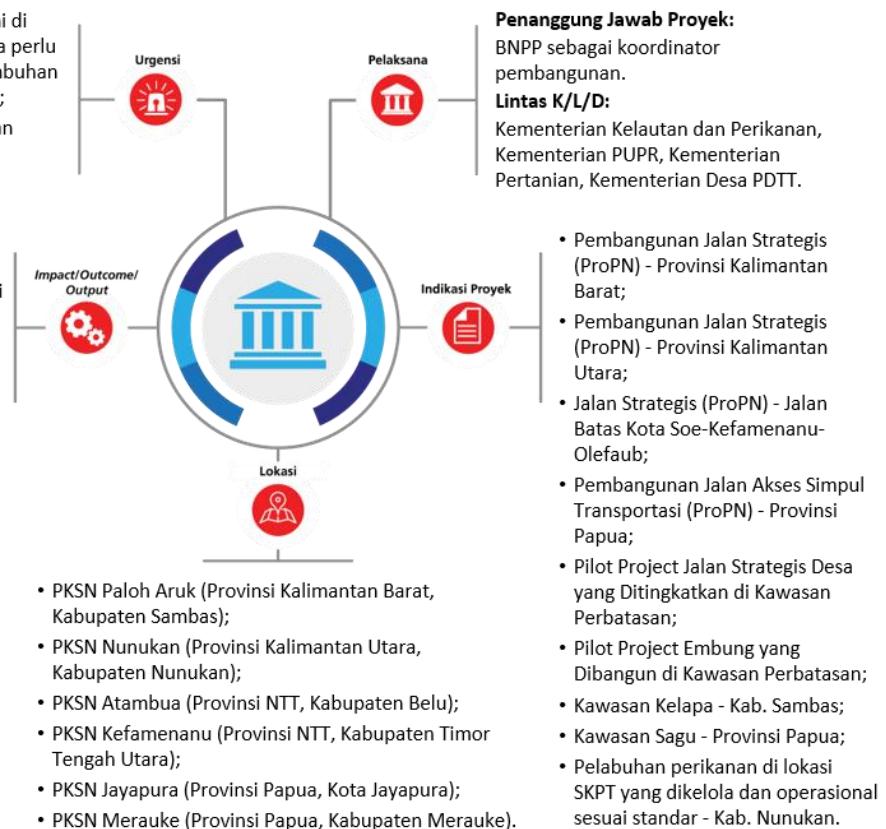 i di
a perlu
nbuhan
;
an
Urgensi
Pelaksana
Penanggung Jawab Proyek:
BNPP sebagai koordinator
pembangunan.
Lintas K/L/D:
Kementerian Kelautan dan Perikanan,
Kementerian PUPR, Kementerian
Pertanian, Kementerian Desa PDTT.
i
Impact/Outcome/
Output
Indikasi Proyek
• Pembangunan Jalan Strategis
(ProPN) - Provinsi Kalimantan
Barat;
• Pembangunan Jalan Strategis
(ProPN) - Provinsi Kalimantan
Utara;
• Jalan Strategis (ProPN) - Jalan
Batas Kota Soe-Kefamenanu-
Olefaub;
• Pembangunan Jalan Akses Simpul
Transportasi (ProPN) - Provinsi
Papua;
• Pilot Project Jalan Strategis Desa
yang Ditingkatkan di Kawasan
Perbatasan;
• Pilot Project Embung yang
Dibangun di Kawasan Perbatasan;
• Kawasan Kelapa - Kab. Sambas;
• Kawasan Sagu - Provinsi Papua;
• Pelabuhan perikanan di lokasi
SKPT yang dikelola dan operasional
sesuai standar - Kab. Nunukan.
Lokasi
• PKSN Paloh Aruk (Provinsi Kalimantan Barat,
Kabupaten Sambas);
• PKSN Nunukan (Provinsi Kalimantan Utara,
Kabupaten Nunukan);
• PKSN Atambua (Provinsi NTT, Kabupaten Belu);
• PKSN Kefamenanu (Provinsi NTT, Kabupaten Timor
Tengah Utara);
• PKSN Jayapura (Provinsi Papua, Kota Jayapura);
• PKSN Merauke (Provinsi Papua, Kabupaten Merauke).